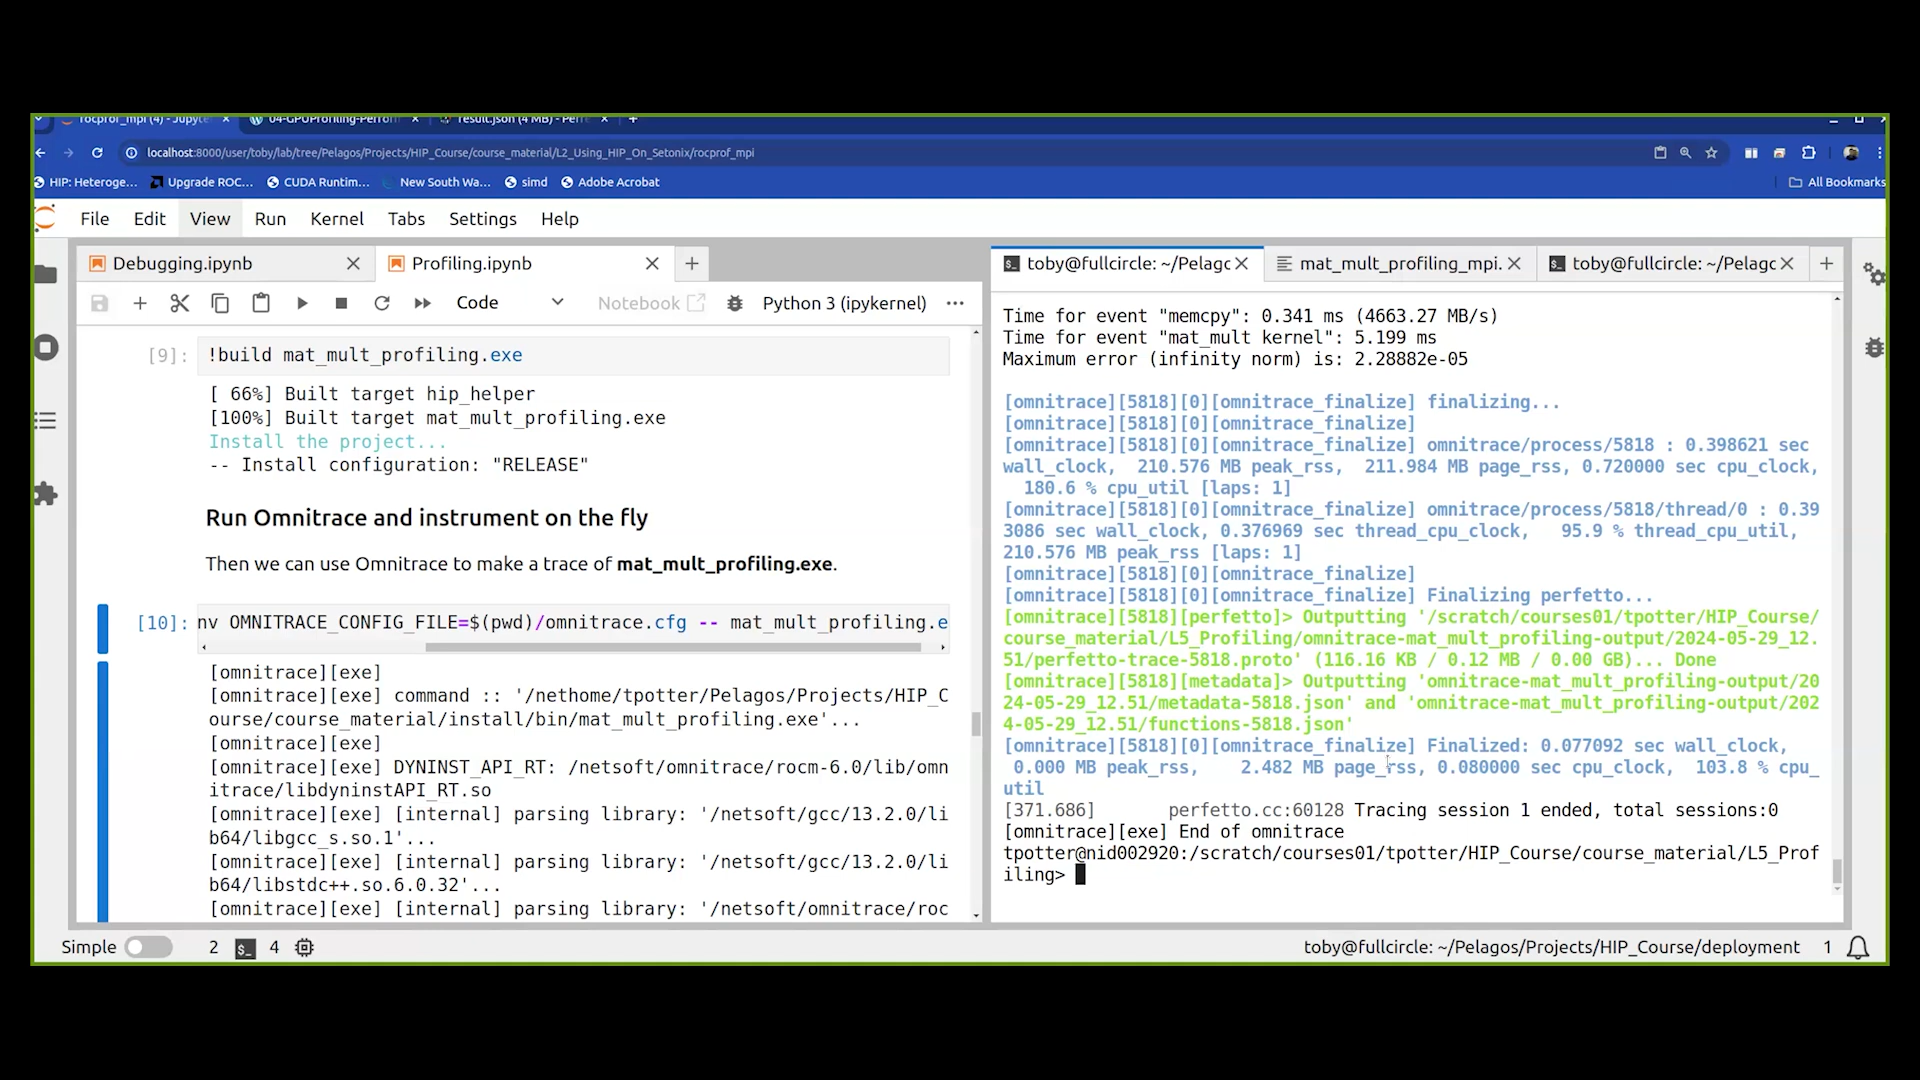 rocprof_mpi (4) - Jupyte
04-GPUProfiling-Perform
result.json (4 MB) - Perfe
localhost:8000/user/toby/lab/tree/Pelagos/Projects/HIP_Course/course_material/L2_Using_HIP_On_Setonix/rocprof_mpi
HIP: Heteroge... Upgrade ROC... CUDA Runtim... New South Wa... simd Adobe Acrobat All Bookmarks
File Edit View Run Kernel Tabs Settings Help
Debugging.ipynb Profiling.ipynb
Code Notebook Python 3 (ipykernel)
[9]: !build mat_mult_profiling.exe
[ 66%] Built target hip_helper
[100%] Built target mat_mult_profiling.exe
Install the project...
-- Install configuration: "RELEASE"
Run Omnitrace and instrument on the fly
Then we can use Omnitrace to make a trace of mat_mult_profiling.exe.
[10]: nv OMNITRACE_CONFIG_FILE=$(pwd)/omnitrace.cfg -- mat_mult_profiling.e
[omnitrace][exe]
[omnitrace][exe] command :: '/nethome/tpotter/Pelagos/Projects/HIP_C
ourse/course_material/install/bin/mat_mult_profiling.exe'...
[omnitrace][exe]
[omnitrace][exe] DYNINST_API_RT: /netsoft/omnitrace/rocm-6.0/lib/omn
itrace/libdyninstAPI_RT.so
[omnitrace][exe] [internal] parsing library: '/netsoft/gcc/13.2.0/li
b64/libgcc_s.so.1'...
[omnitrace][exe] [internal] parsing library: '/netsoft/gcc/13.2.0/li
b64/libstdc++.so.6.0.32'...
[omnitrace][exe] [internal] parsing library: '/netsoft/omnitrace/roc
toby@fullcircle: ~/Pelagc mat_mult_profiling_mpi. toby@fullcircle: ~/Pelagc
Time for event "memcpy": 0.341 ms (4663.27 MB/s)
Time for event "mat_mult kernel": 5.199 ms
Maximum error (infinity norm) is: 2.28882e-05
[omnitrace][5818][0][omnitrace_finalize] finalizing...
[omnitrace][5818][0][omnitrace_finalize]
[omnitrace][5818][0][omnitrace_finalize] omnitrace/process/5818 : 0.398621 sec
wall_clock, 210.576 MB peak_rss, 211.984 MB page_rss, 0.720000 sec cpu_clock,
180.6 % cpu_util [laps: 1]
[omnitrace][5818][0][omnitrace_finalize] omnitrace/process/5818/thread/0 : 0.39
3086 sec wall_clock, 0.376969 sec thread_cpu_clock, 95.9 % thread_cpu_util,
210.576 MB peak_rss [laps: 1]
[omnitrace][5818][0][omnitrace_finalize]
[omnitrace][5818][0][omnitrace_finalize] Finalizing perfetto...
[omnitrace][5818][perfetto]> Outputting '/scratch/courses01/tpotter/HIP_Course/
course_material/L5_Profiling/omnitrace-mat_mult_profiling-output/2024-05-29_12.
51/perfetto-trace-5818.proto' (116.16 KB / 0.12 MB / 0.00 GB)... Done
[omnitrace][5818][metadata]> Outputting 'omnitrace-mat_mult_profiling-output/20
24-05-29_12.51/metadata-5818.json' and 'omnitrace-mat_mult_profiling-output/202
4-05-29_12.51/functions-5818.json'
[omnitrace][5818][0][omnitrace_finalize] Finalized: 0.077092 sec wall_clock,
0.000 MB peak_rss, 2.482 MB page_rss, 0.080000 sec cpu_clock, 103.8 % cpu_
util
[371.686] perfetto.cc:60128 Tracing session 1 ended, total sessions:0
[omnitrace][exe] End of omnitrace
tpotter@nid002920:/scratch/courses01/tpotter/HIP_Course/course_material/L5_Prof
iling>
Simple 2 4 toby@fullcircle: ~/Pelagos/Projects/HIP_Course/deployment 1